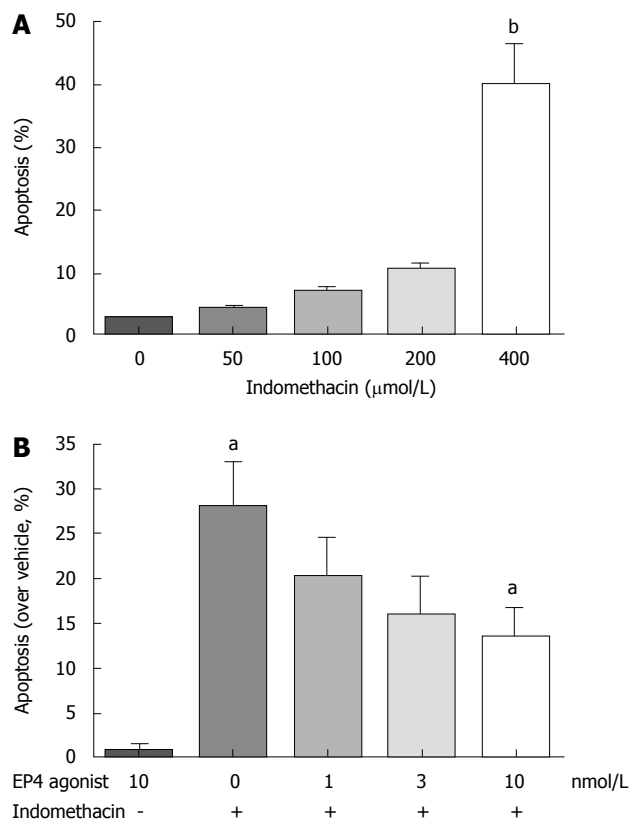 A
b
50
40
30
20
10
0
Apoptosis (%)
0 50 100 200 400
Indomethacin (μmol/L)
B
a
a
35
30
25
20
15
10
5
0
Apoptosis (over vehicle, %)
EP4 agonist 10 0 1 3 10 nmol/L
Indomethacin - + + + +